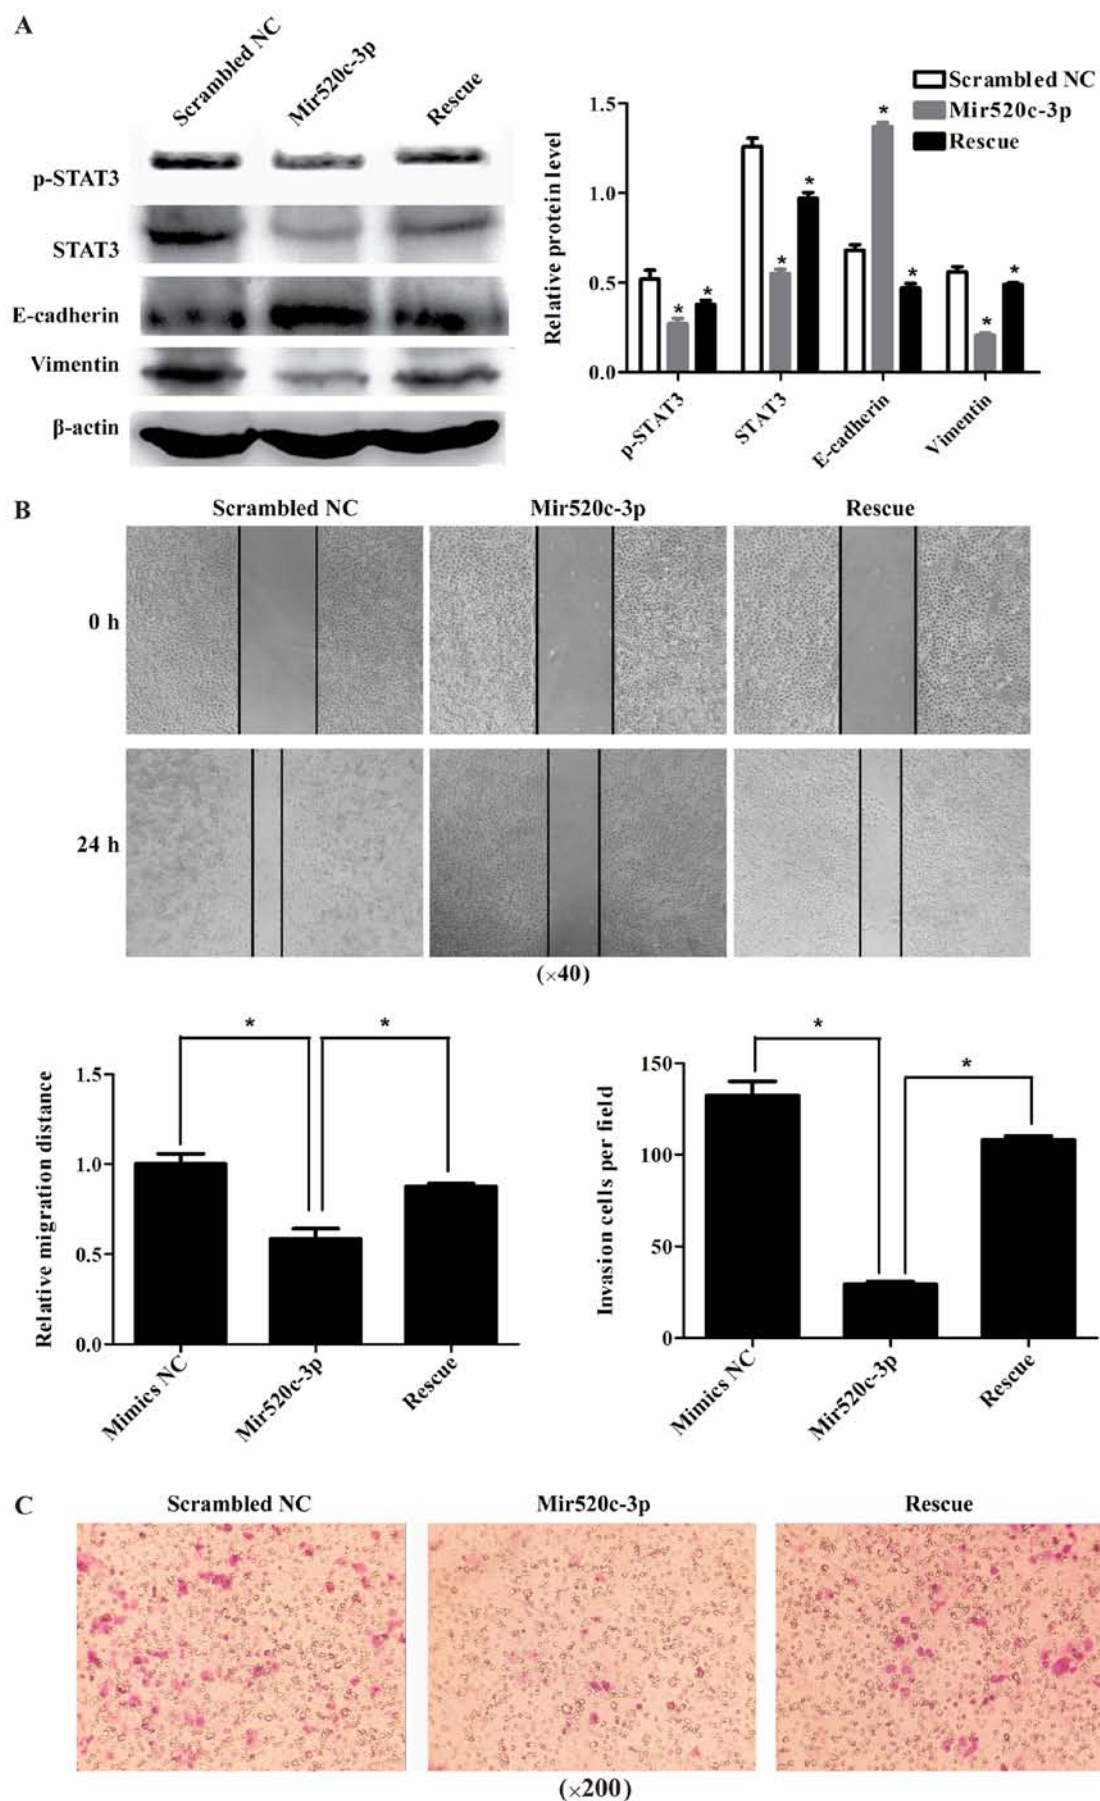 A
Scrambled NC
Mir520c-3p
Rescue
p-STAT3
STAT3
E-cadherin
Vimentin
β-actin
Scrambled NC
Mir520c-3p
Rescue
Relative protein level
1.5
1.0
0.5
0.0
* * * * * * * *
p-STAT3
STAT3
E-cadherin
Vimentin
B
Scrambled NC
Mir520c-3p
Rescue
0 h
24 h
(×40)
Relative migration distance
1.5
1.0
0.5
0.0
* *
Mimics NC
Mir520c-3p
Rescue
Invasion cells per field
150
100
50
0
* *
Mimics NC
Mir520c-3p
Rescue
C
Scrambled NC
Mir520c-3p
Rescue
(×200)